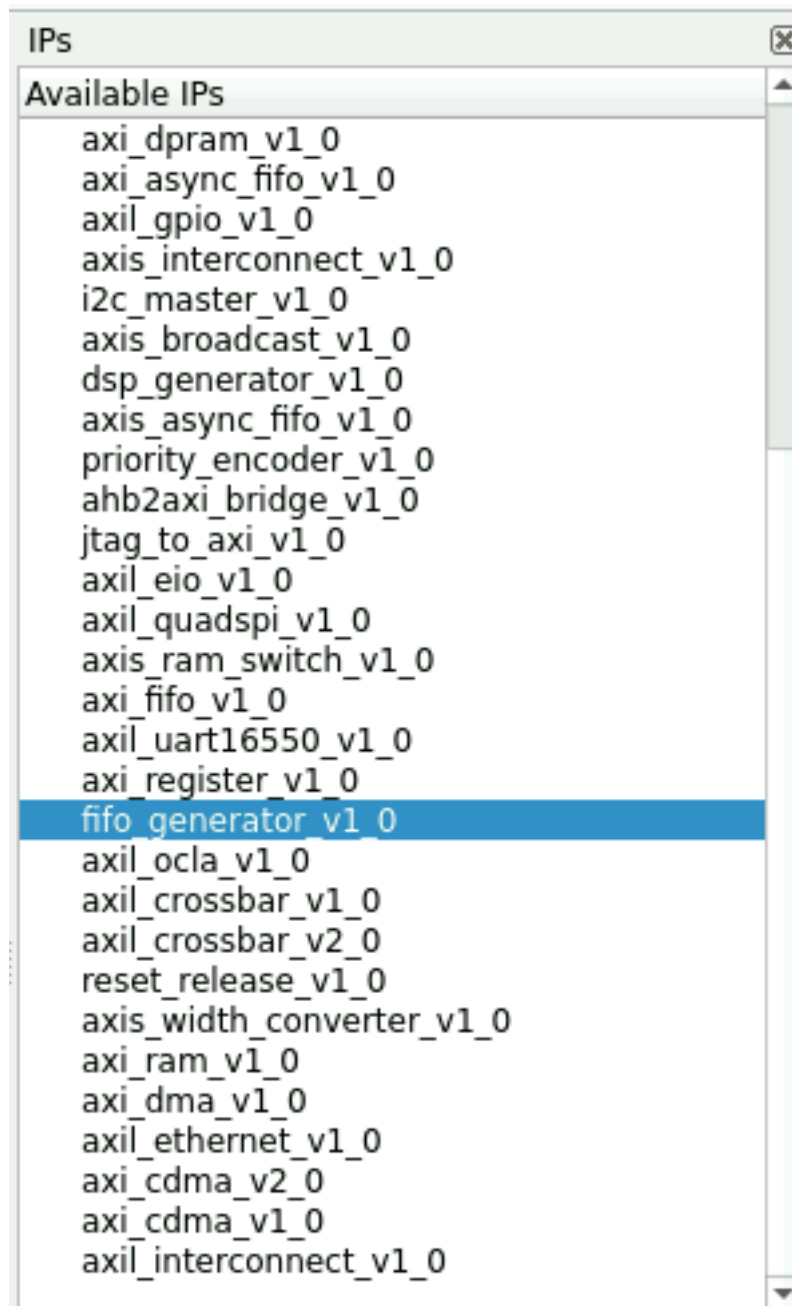 IPs
Available IPs
axi_dpram_v1_0
axi_async_fifo_v1_0
axil_gpio_v1_0
axis_interconnect_v1_0
i2c_master_v1_0
axis_broadcast_v1_0
dsp_generator_v1_0
axis_async_fifo_v1_0
priority_encoder_v1_0
ahb2axi_bridge_v1_0
jtag_to_axi_v1_0
axil_eio_v1_0
axil_quadspi_v1_0
axis_ram_switch_v1_0
axi_fifo_v1_0
axil_uart16550_v1_0
axi_register_v1_0
fifo_generator_v1_0
axil_ocla_v1_0
axil_crossbar_v1_0
axil_crossbar_v2_0
reset_release_v1_0
axis_width_converter_v1_0
axi_ram_v1_0
axi_dma_v1_0
axil_ethernet_v1_0
axi_cdma_v2_0
axi_cdma_v1_0
axil_interconnect_v1_0